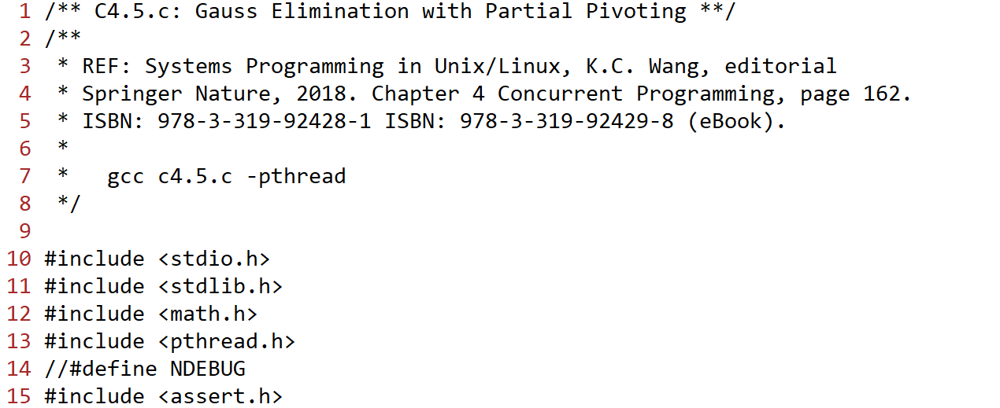 1 /** C4.5.c: Gauss Elimination with Partial Pivoting **/
2 /**
3  * REF: Systems Programming in Unix/Linux, K.C. Wang, editorial
4  * Springer Nature, 2018. Chapter 4 Concurrent Programming, page 162.
5  * ISBN: 978-3-319-92428-1 ISBN: 978-3-319-92429-8 (eBook).
6  *
7  *   gcc c4.5.c -pthread
8  */
9
10 #include <stdio.h>
11 #include <stdlib.h>
12 #include <math.h>
13 #include <pthread.h>
14 //#define NDEBUG
15 #include <assert.h>